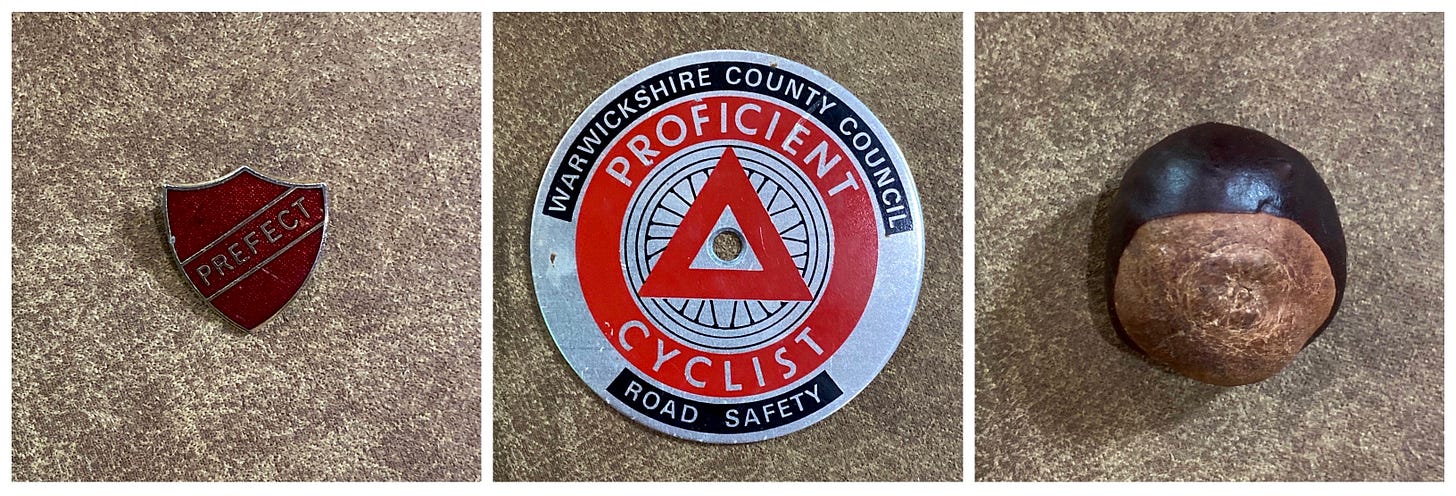 PREFECT
WARWICKSHIRE COUNTY COUNCIL
PROFICIENT
CYCLIST
ROAD SAFETY